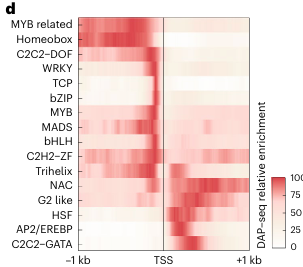 d
MYB related
Homeobox
C2C2–DOF
WRKY
TCP
bZIP
MYB
MADS
bHLH
C2H2–ZF
Trihelix
NAC
G2 like
HSF
AP2/EREBP
C2C2–GATA
–1 kb TSS +1 kb
DAP–seq relative enrichment
100
75
50
25
0